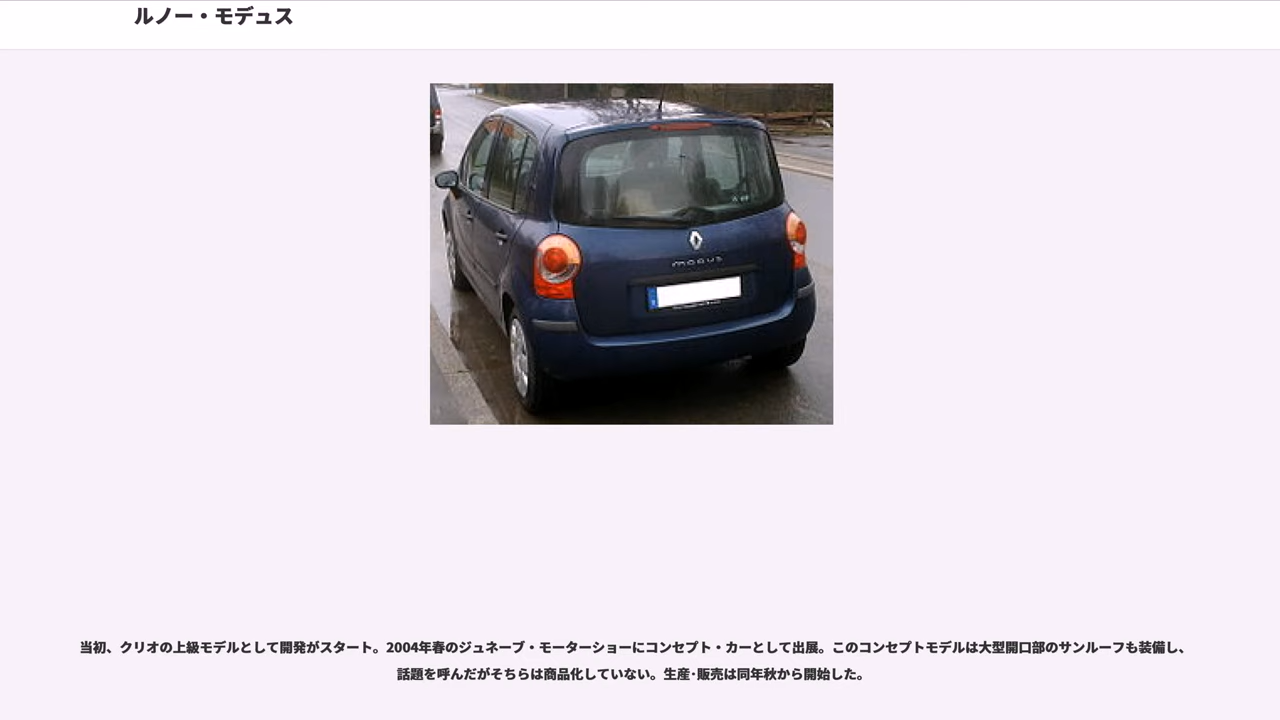 ルノー・モデュス
modus
当初、クリオの上級モデルとして開発がスタート。2004年春のジュネーブ・モーターショーにコンセプト・カーとして出展。このコンセプトモデルは大型開口部のサンルーフも装備し、
話題を呼んだがそちらは商品化していない。生産･販売は同年秋から開始した。